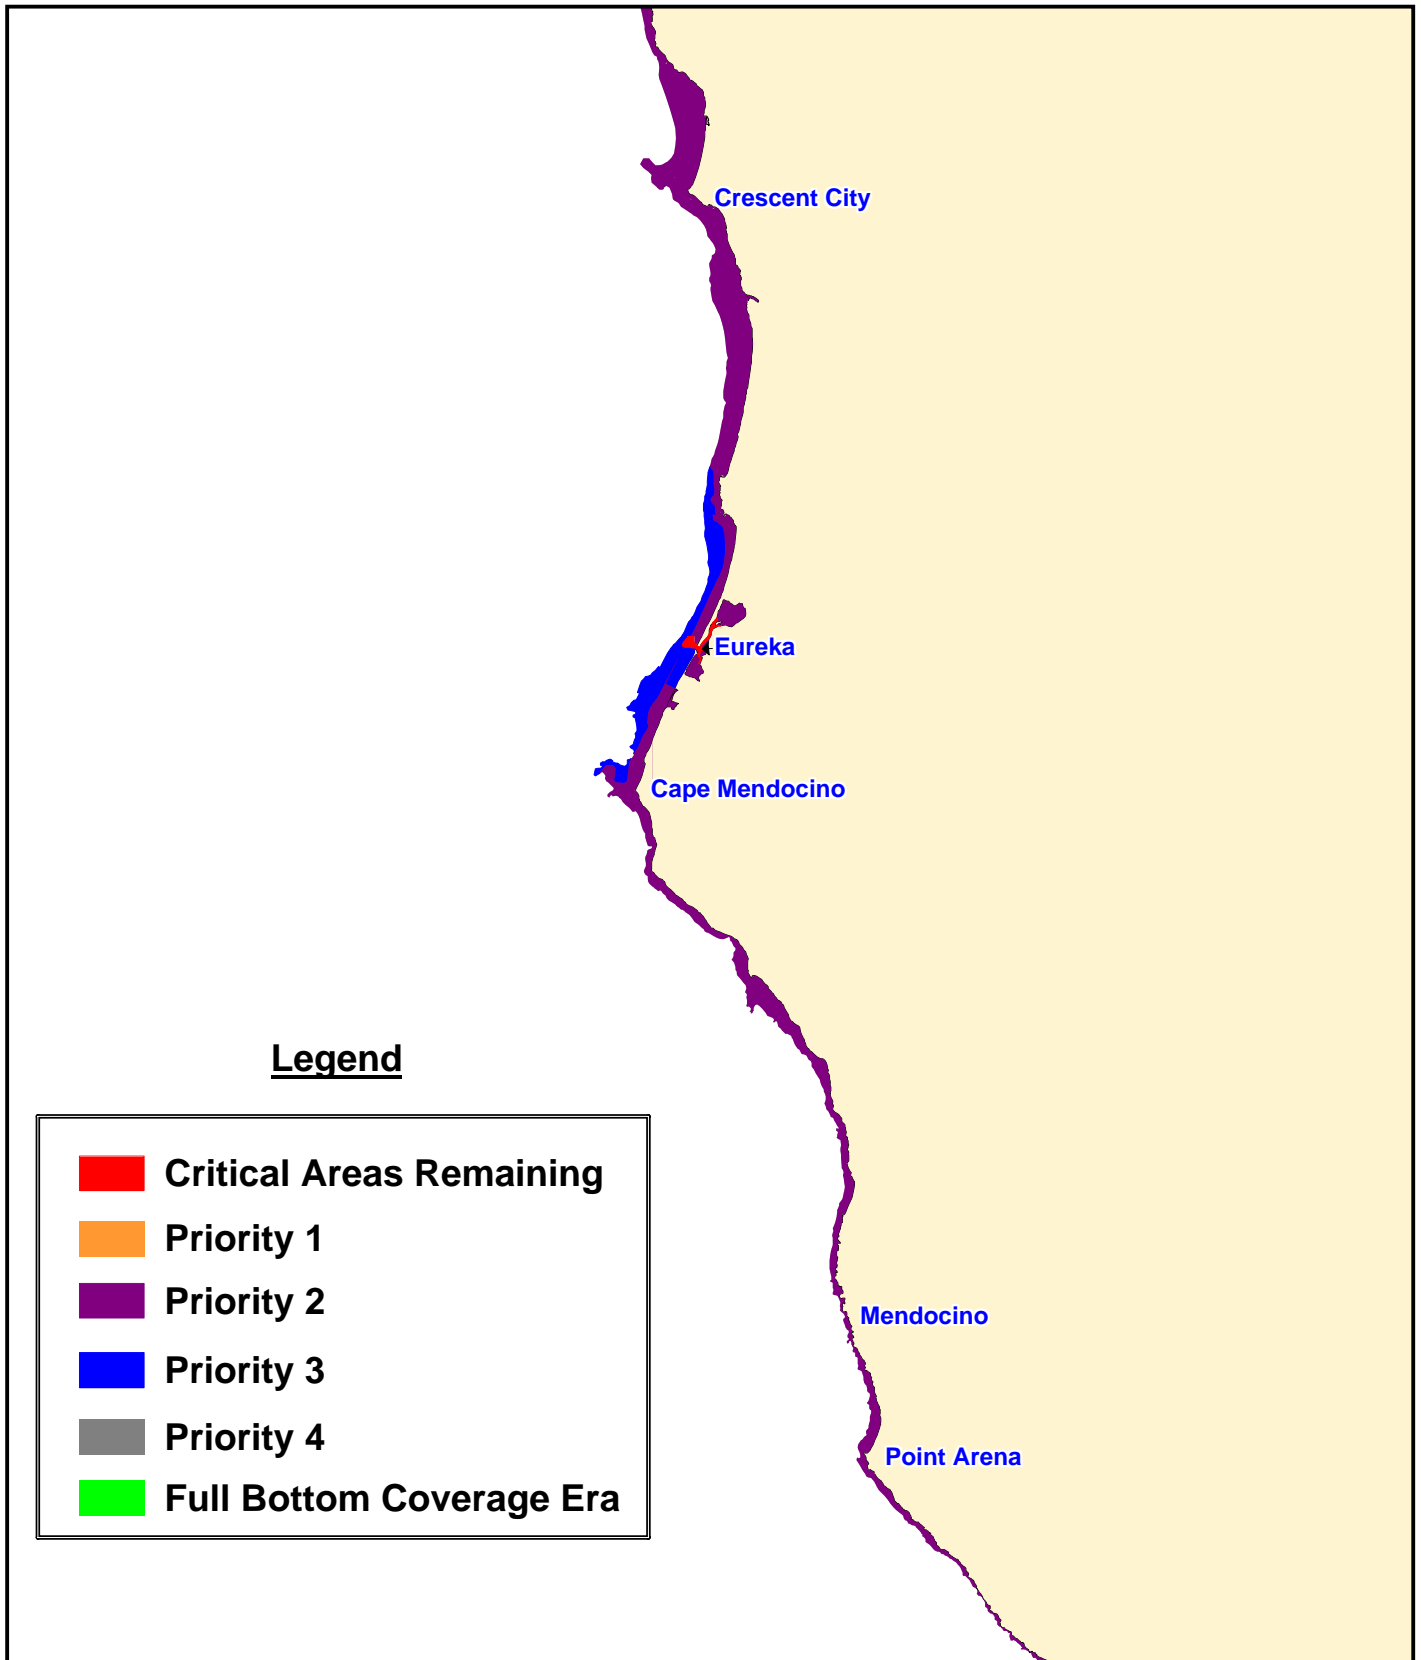 Crescent City
Eureka
Cape Mendocino
Legend
Critical Areas Remaining
Priority 1
Priority 2
Priority 3
Priority 4
Full Bottom Coverage Era
Mendocino
Point Arena